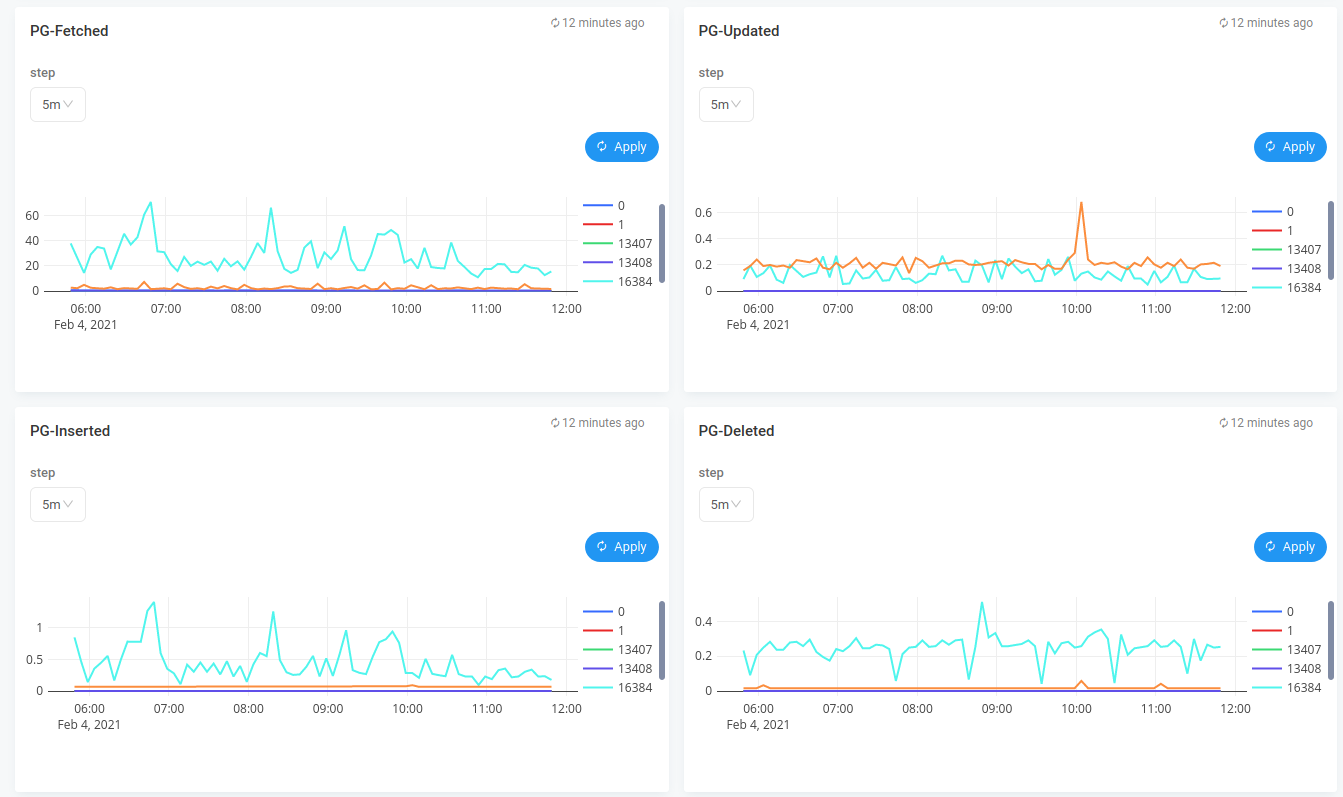 PG-Fetched
12 minutes ago
step
5m
Apply
60
40
20
0
06:00
07:00
08:00
09:00
10:00
11:00
12:00
Feb 4, 2021
0
1
13407
13408
16384
PG-Updated
12 minutes ago
step
5m
Apply
0.6
0.4
0.2
0
06:00
07:00
08:00
09:00
10:00
11:00
12:00
Feb 4, 2021
0
1
13407
13408
16384
PG-Inserted
12 minutes ago
step
5m
Apply
1
0.5
0
06:00
07:00
08:00
09:00
10:00
11:00
12:00
Feb 4, 2021
0
1
13407
13408
16384
PG-Deleted
12 minutes ago
step
5m
Apply
0.4
0.2
0
06:00
07:00
08:00
09:00
10:00
11:00
12:00
Feb 4, 2021
0
1
13407
13408
16384